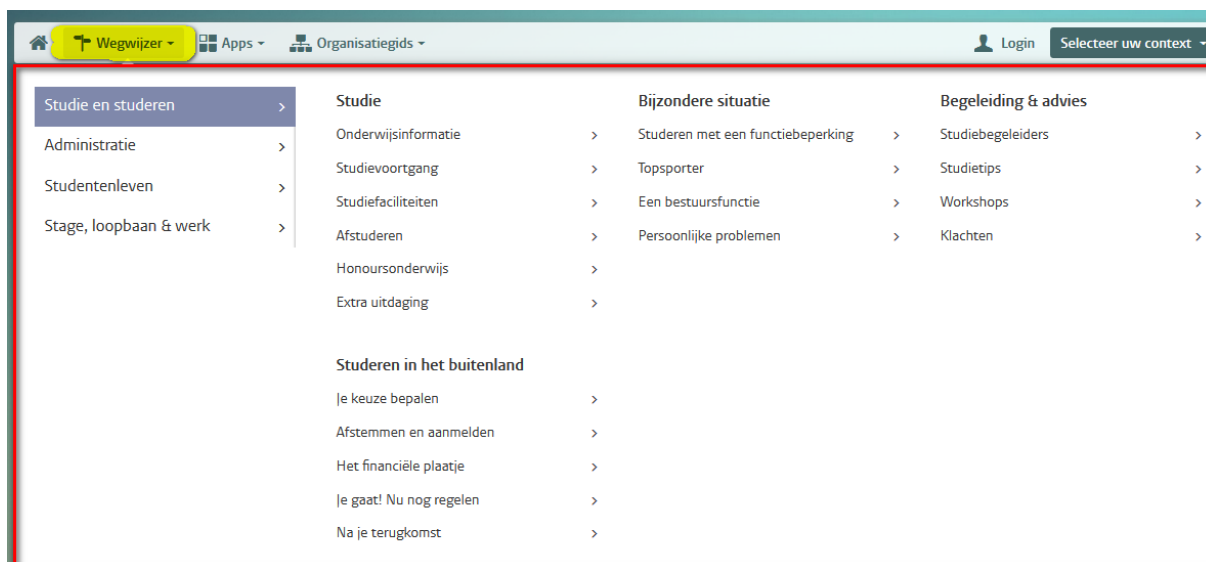 Wegwijzer Apps Organisatiegids Login Selecteer uw context
Studie en studeren
Administratie
Studentenleven
Stage, loopbaan & werk
Studie
Onderwijsinformatie
Studievoortgang
Studiefaciliteiten
Afstuderen
Honoursonderwijs
Extra uitdaging
Studeren in het buitenland
Je keuze bepalen
Afstemmen en aanmelden
Het financiële plaatje
Je gaat! Nu nog regelen
Na je terugkomst
Bijzondere situatie
Studeren met een functiebeperking
Topsporter
Een bestuursfunctie
Persoonlijke problemen
Begeleiding & advies
Studiebegeleiders
Studietips
Workshops
Klachten